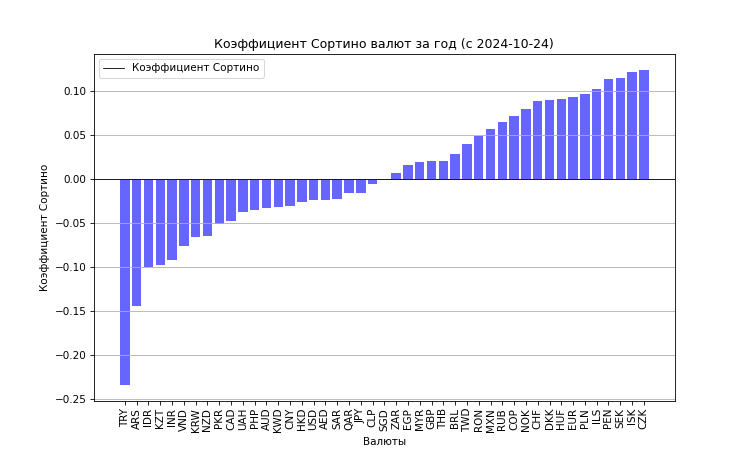 Коэффициент Сортино валют за год (с 2024-10-24)
Коэффициент Сортино
Коэффициент Сортино
0.10
0.05
0.00
−0.05
−0.10
−0.15
−0.20
−0.25
TRY
ARS
IDR
KZT
INR
VND
KRW
NZD
PKR
CAD
UAH
PHP
AUD
KWD
CNY
HKD
USD
AED
SAR
QAR
JPY
CLP
SGD
ZAR
EGP
MYR
GBP
THB
BRL
TWD
RON
MXN
RUB
COP
NOK
CHF
DKK
HUF
EUR
PLN
ILS
PEN
SEK
ISK
CZK
Валюты